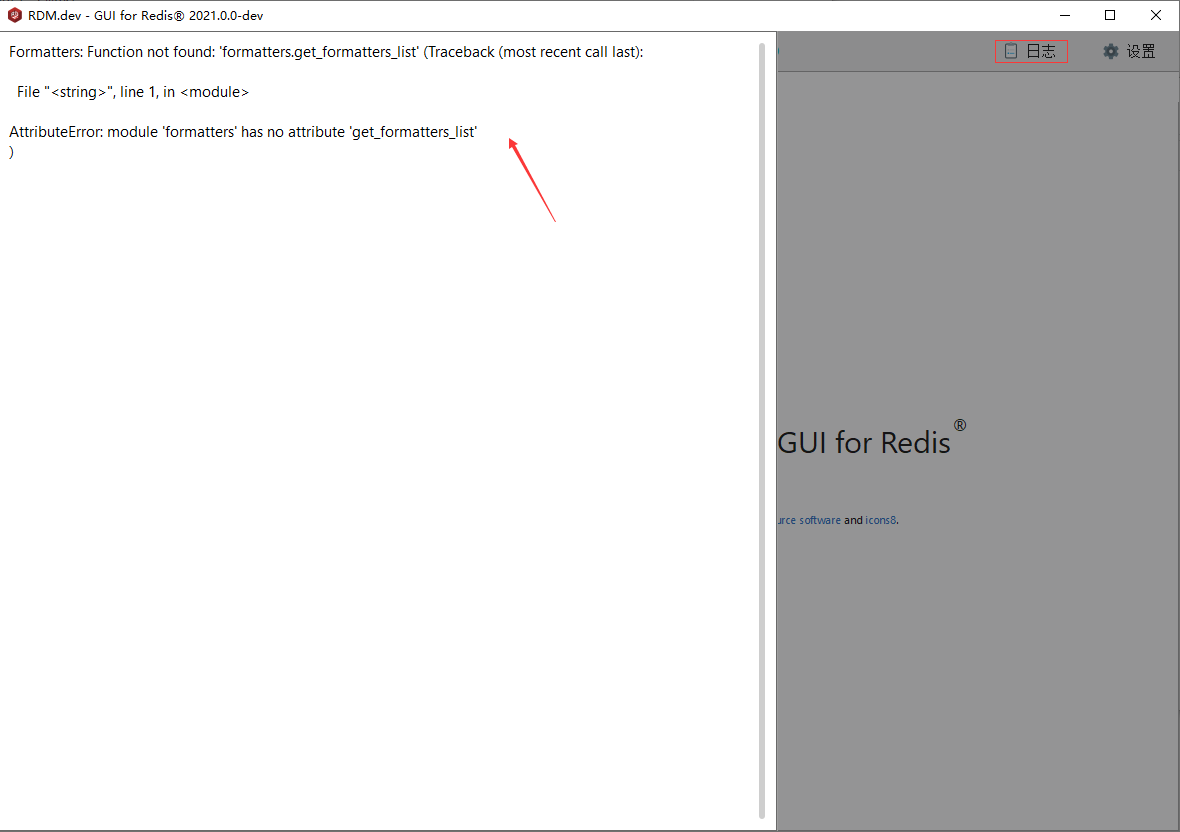 RDM.dev - GUI for Redis® 2021.0.0-dev
Formatters: Function not found: 'formatters.get_formatters_list' (Traceback (most recent call last):
File "<string>", line 1, in <module>
AttributeError: module 'formatters' has no attribute 'get_formatters_list'
)
日志
设置
GUI for Redis®
software and icons8.